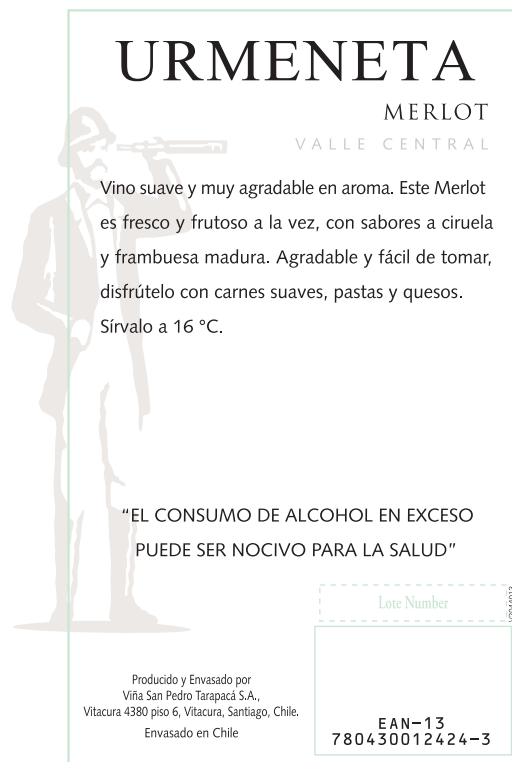 URMENETA
MERLOT
VALLE CENTRAL
Vino suave y muy agradable en aroma. Este Merlot
es fresco y frutoso a la vez, con sabores a ciruela
y frambuesa madura. Agradable y fácil de tomar,
disfrútelo con carnes suaves, pastas y quesos.
Sírvalo a 16 °C.
“EL CONSUMO DE ALCOHOL EN EXCESO
PUEDE SER NOCIVO PARA LA SALUD”
Lote Number
Producido y Envasado por
Viña San Pedro Tarapacá S.A.,
Vitacura 4380 piso 6, Vitacura, Santiago, Chile.
Envasado en Chile
EAN-13
780430012424-3